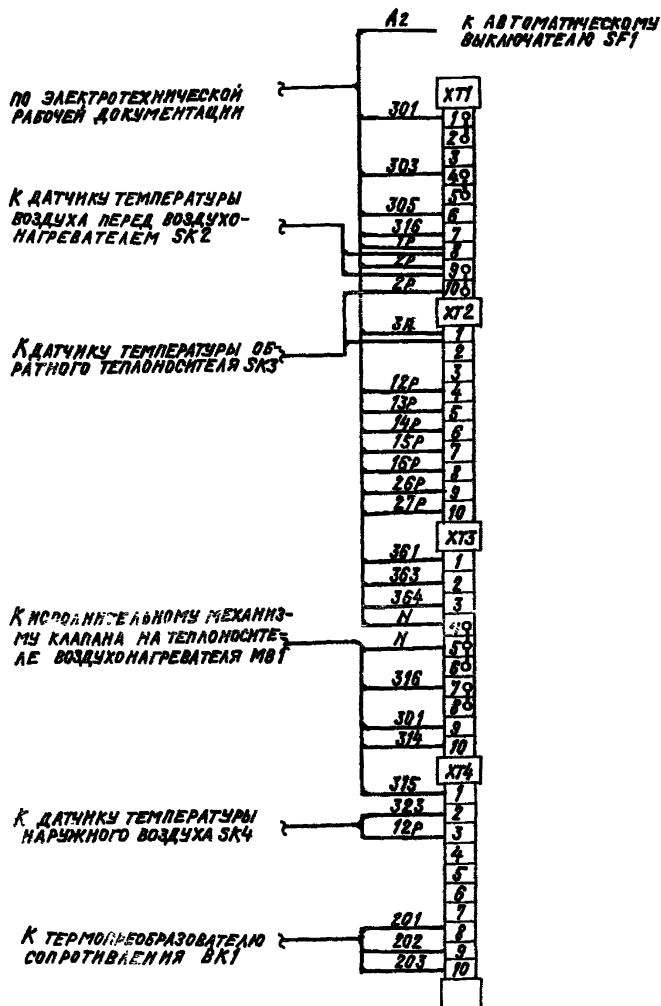 А2
К АВТОМАТИЧЕСКОМУ
ВЫКЛЮЧАТЕЛЮ SF1
ПО ЭЛЕКТРОТЕХНИЧЕСКОЙ
РАБОЧЕЙ ДОКУМЕНТАЦИИ
XT1
301 1
2
3
303 4
5
305 6
316 7
1Р 8
К ДАТЧИКУ ТЕМПЕРАТУРЫ
ВОЗДУХА ПЕРЕД ВОЗДУХО-
НАГРЕВАТЕЛЕМ SK2
2Р 9
2Р 10
XT2
1
2
3
К ДАТЧИКУ ТЕМПЕРАТУРЫ ОБ-
РАТНОГО ТЕПЛОНОСИТЕЛЯ SK3
12Р 4
13Р 5
14Р 6
15Р 7
16Р 8
26Р 9
27Р 10
XT3
361 1
363 2
364 3
N 4
N 5
6
К ИСПОЛНИТЕЛЬНОМУ МЕХАНИЗ-
МУ КЛАПАНА НА ТЕПЛОНОСИТЕ-
ЛЕ ВОЗДУХОНАГРЕВАТЕЛЯ МВ1
316 7
8
301 9
314 10
XT4
315 1
323 2
12Р 3
К ДАТЧИКУ ТЕМПЕРАТУРЫ
НАРУЖНОГО ВОЗДУХА SK4
4
5
6
7
201 8
202 9
203 10
К ТЕРМОПРЕОБРАЗОВАТЕЛЮ
СОПРОТИВЛЕНИЯ ВК1